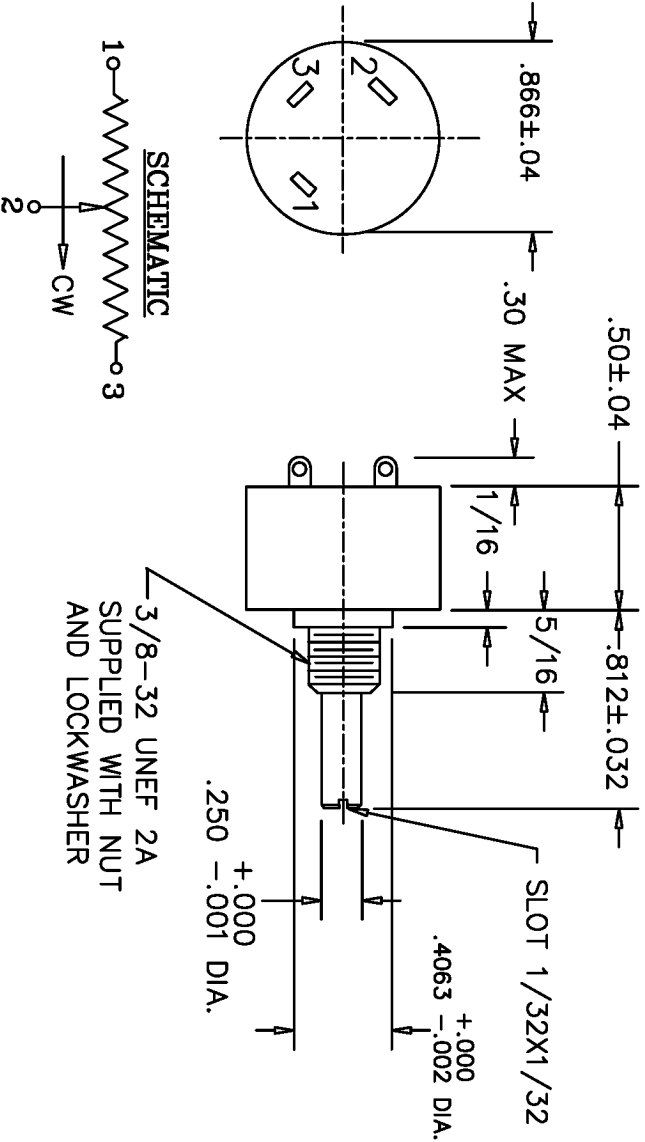 .50±.04
.812±.032
SLOT 1/32X1/32
.866±.04
.30 MAX
1/16
5/16
+.000
.4063 -.002 DIA.
3
2
1
+.000
.250 -.001 DIA.
SCHEMATIC
3/8-32 UNEF 2A
SUPPLIED WITH NUT
AND LOCKWASHER
1
3
CW
2